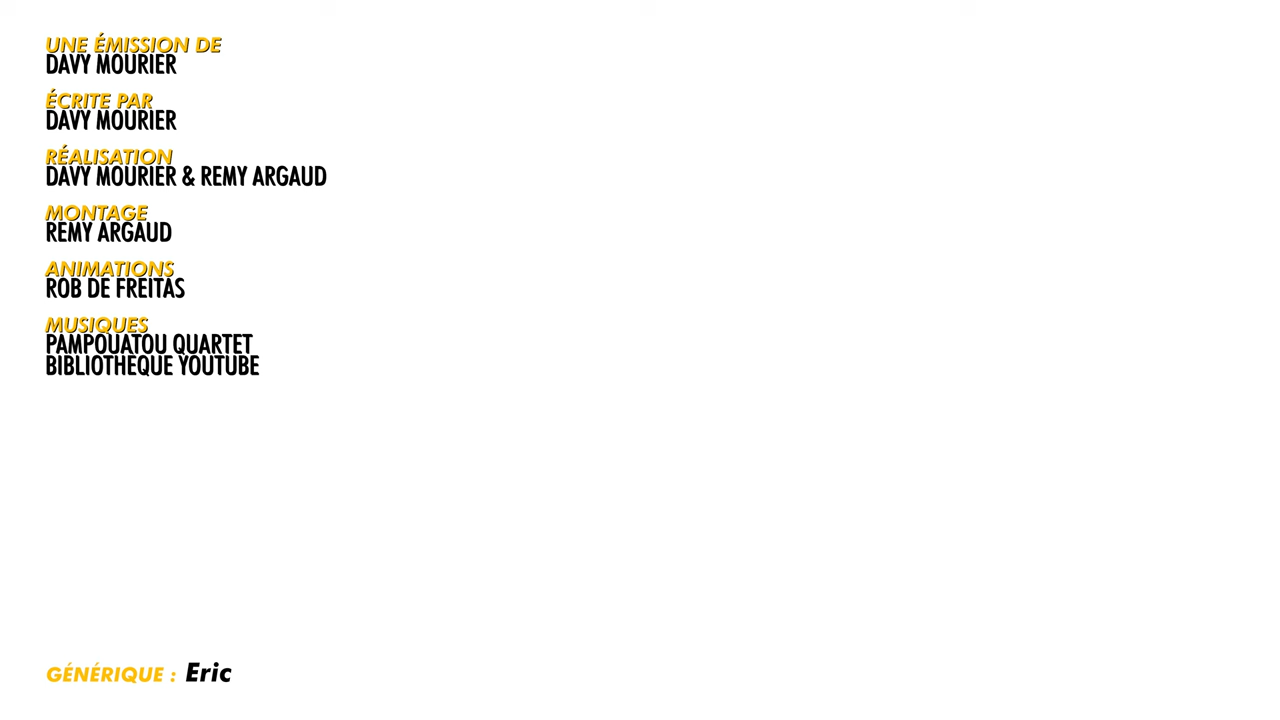 UNE ÉMISSION DE
DAVY MOURIER
ÉCRITE PAR
DAVY MOURIER
RÉALISATION
DAVY MOURIER & REMY ARGAUD
MONTAGE
REMY ARGAUD
ANIMATIONS
ROB DE FREITAS
MUSIQUES
PAMPOUATOU QUARTET
BIBLIOTHÈQUE YOUTUBE
GÉNÉRIQUE : Eric